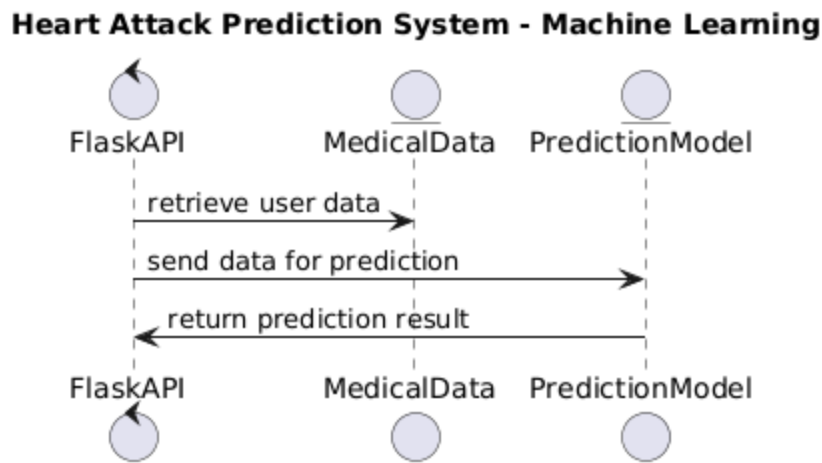 Heart Attack Prediction System - Machine Learning
FlaskAPI MedicalData PredictionModel
retrieve user data
send data for prediction
return prediction result
FlaskAPI MedicalData PredictionModel